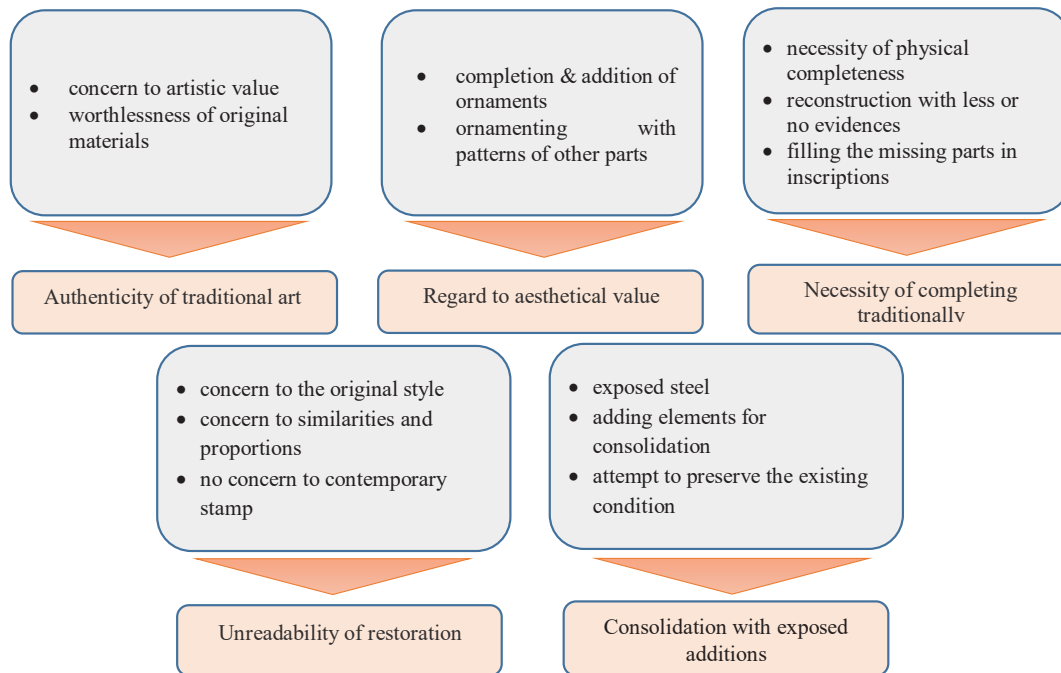 • concern to artistic value
• worthlessness of original
materials
• completion & addition of
ornaments
• ornamenting with
patterns of other parts
• necessity of physical
completeness
• reconstruction with less or
no evidences
• filling the missing parts in
inscriptions
Authenticity of traditional art
Regard to aesthetical value
Necessity of completing
traditionally
• concern to the original style
• concern to similarities and
proportions
• no concern to contemporary
stamp
• exposed steel
• adding elements for
consolidation
• attempt to preserve the existing
condition
Unreadability of restoration
Consolidation with exposed
additions